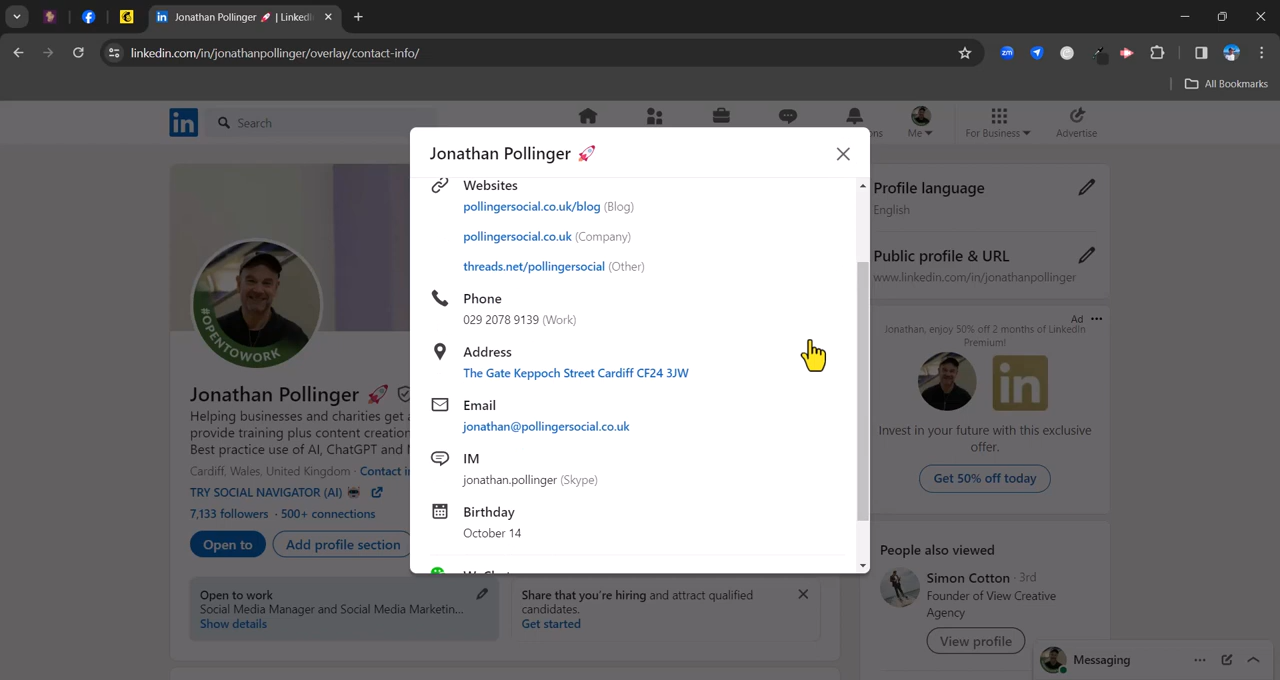 Jonathan Pollinger 🚀 | LinkedIn
linkedin.com/in/jonathanpollinger/overlay/contact-info/
zm
All Bookmarks
in
Search
Me
For Business
Advertise
#OPENTOWORK
Jonathan Pollinger 🚀
Helping businesses and charities get
provide training plus content creation
Best practice use of AI, ChatGPT and
Cardiff, Wales, United Kingdom · Contact
TRY SOCIAL NAVIGATOR (AI)
7,133 followers · 500+ connections
Open to
Add profile section
Open to work
Social Media Manager and Social Media Marketin...
Show details
Share that you're hiring and attract qualified
candidates.
Get started
Jonathan Pollinger 🚀
Websites
pollingersocial.co.uk/blog (Blog)
pollingersocial.co.uk (Company)
threads.net/pollingersocial (Other)
Phone
029 2078 9139 (Work)
Address
The Gate Keppoch Street Cardiff CF24 3JW
Email
jonathan@pollingersocial.co.uk
IM
jonathan.pollinger (Skype)
Birthday
October 14
Profile language
English
Public profile & URL
www.linkedin.com/in/jonathanpollinger
Ad
Jonathan, enjoy 50% off 2 months of LinkedIn
Premium!
in
Invest in your future with this exclusive
offer.
Get 50% off today
People also viewed
Simon Cotton · 3rd
Founder of View Creative
Agency
View profile
Messaging